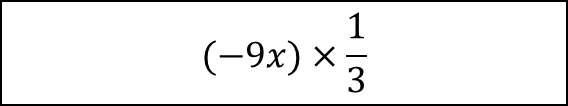 (−9x) × 1/3